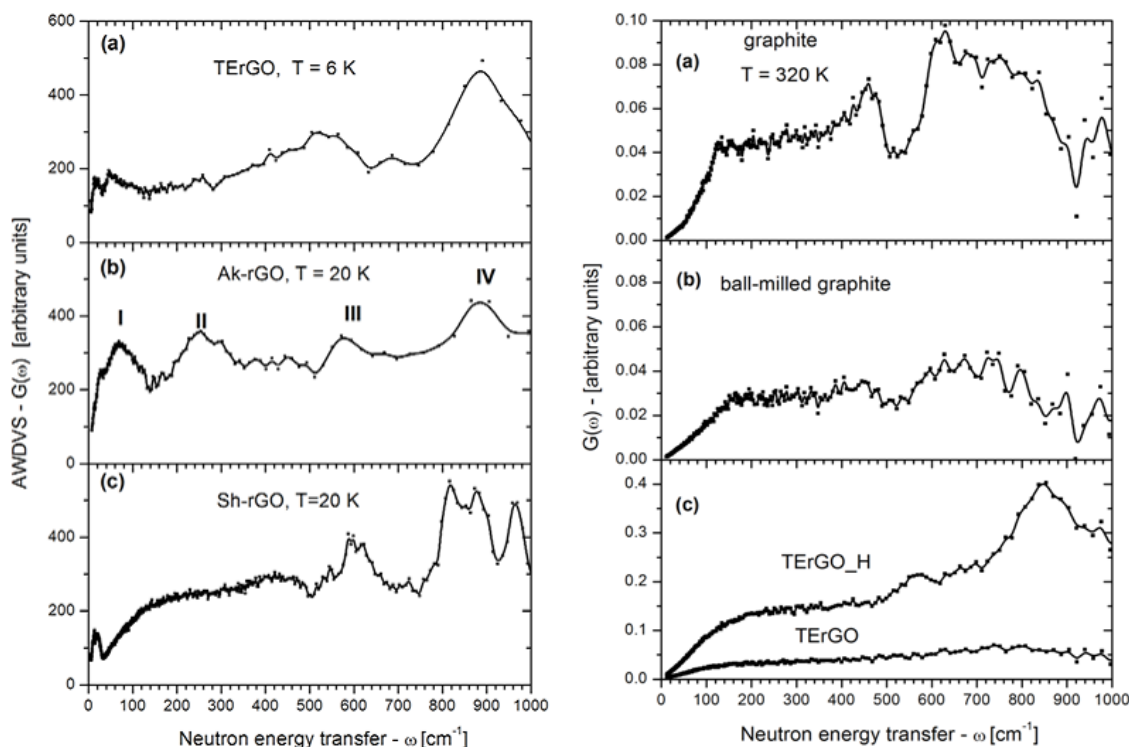 (a)
TErGO, T = 6 K
600
400
200
0
(b)
Ak-rGO, T = 20 K
I
II
III
IV
400
200
0
(c)
Sh-rGO, T=20 K
400
200
0
0 100 200 300 400 500 600 700 800 900 1000
AWDVS - G(ω) [arbitrary units]
Neutron energy transfer - ω [cm⁻¹]
(a)
graphite
T = 320 K
0.10
0.08
0.06
0.04
0.02
0.00
(b)
ball-milled graphite
0.08
0.06
0.04
0.02
0.00
(c)
TErGO_H
TErGO
0.4
0.3
0.2
0.1
0.0
0 100 200 300 400 500 600 700 800 900 1000
G(ω) - [arbitrary units]
Neutron energy transfer - ω [cm⁻¹]